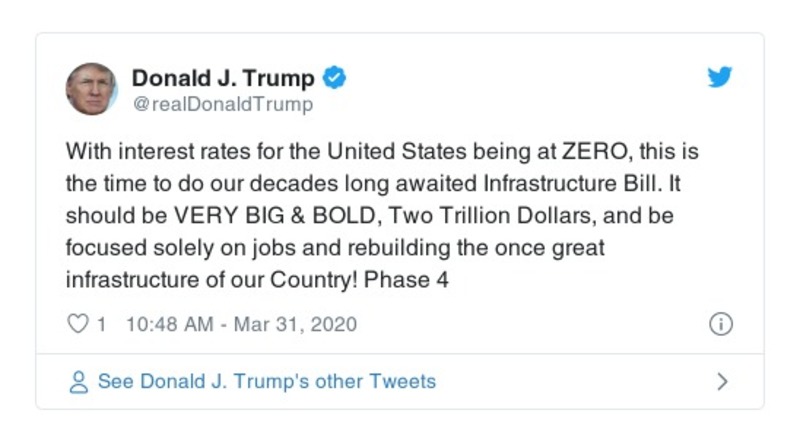 Donald J. Trump
@realDonaldTrump
With interest rates for the United States being at ZERO, this is
the time to do our decades long awaited Infrastructure Bill. It
should be VERY BIG & BOLD, Two Trillion Dollars, and be
focused solely on jobs and rebuilding the once great
infrastructure of our Country! Phase 4
1 10:48 AM - Mar 31, 2020
See Donald J. Trump's other Tweets